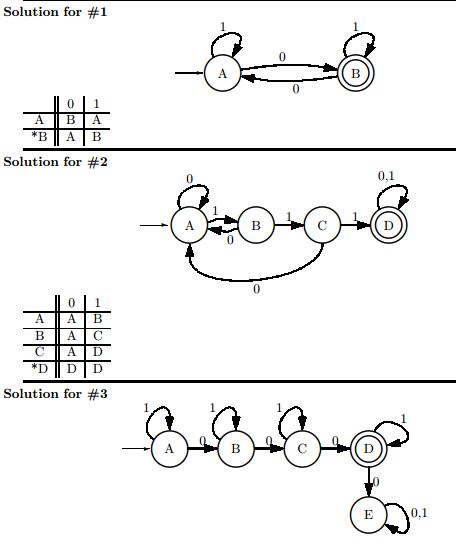 Solution for #1
1 1
0
A B
0
0 1
A B A
*B A B
Solution for #2
0 0,1
1 1 1
A B C D
0
0
0 1
A A B
B A C
C A D
*D D D
Solution for #3
1 1 1 1
0 0 0
A B C D
0
E 0,1